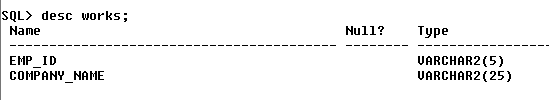 SQL> desc works;
Name Null? Type
----------------------------------------- -------- ------------------
EMP_ID VARCHAR2(5)
COMPANY_NAME VARCHAR2(25)